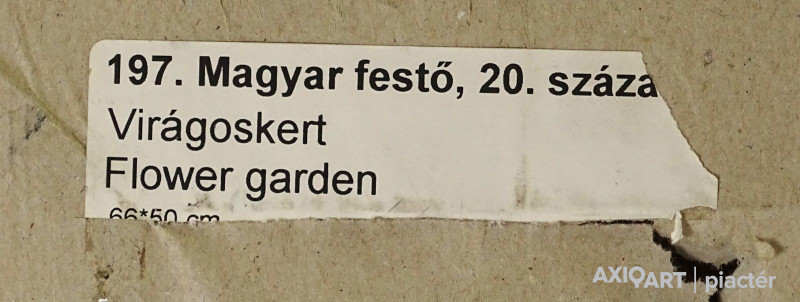 197. Magyar festő, 20. száza
Virágoskert
Flower garden
66*50 cm
AXIOART | piactér